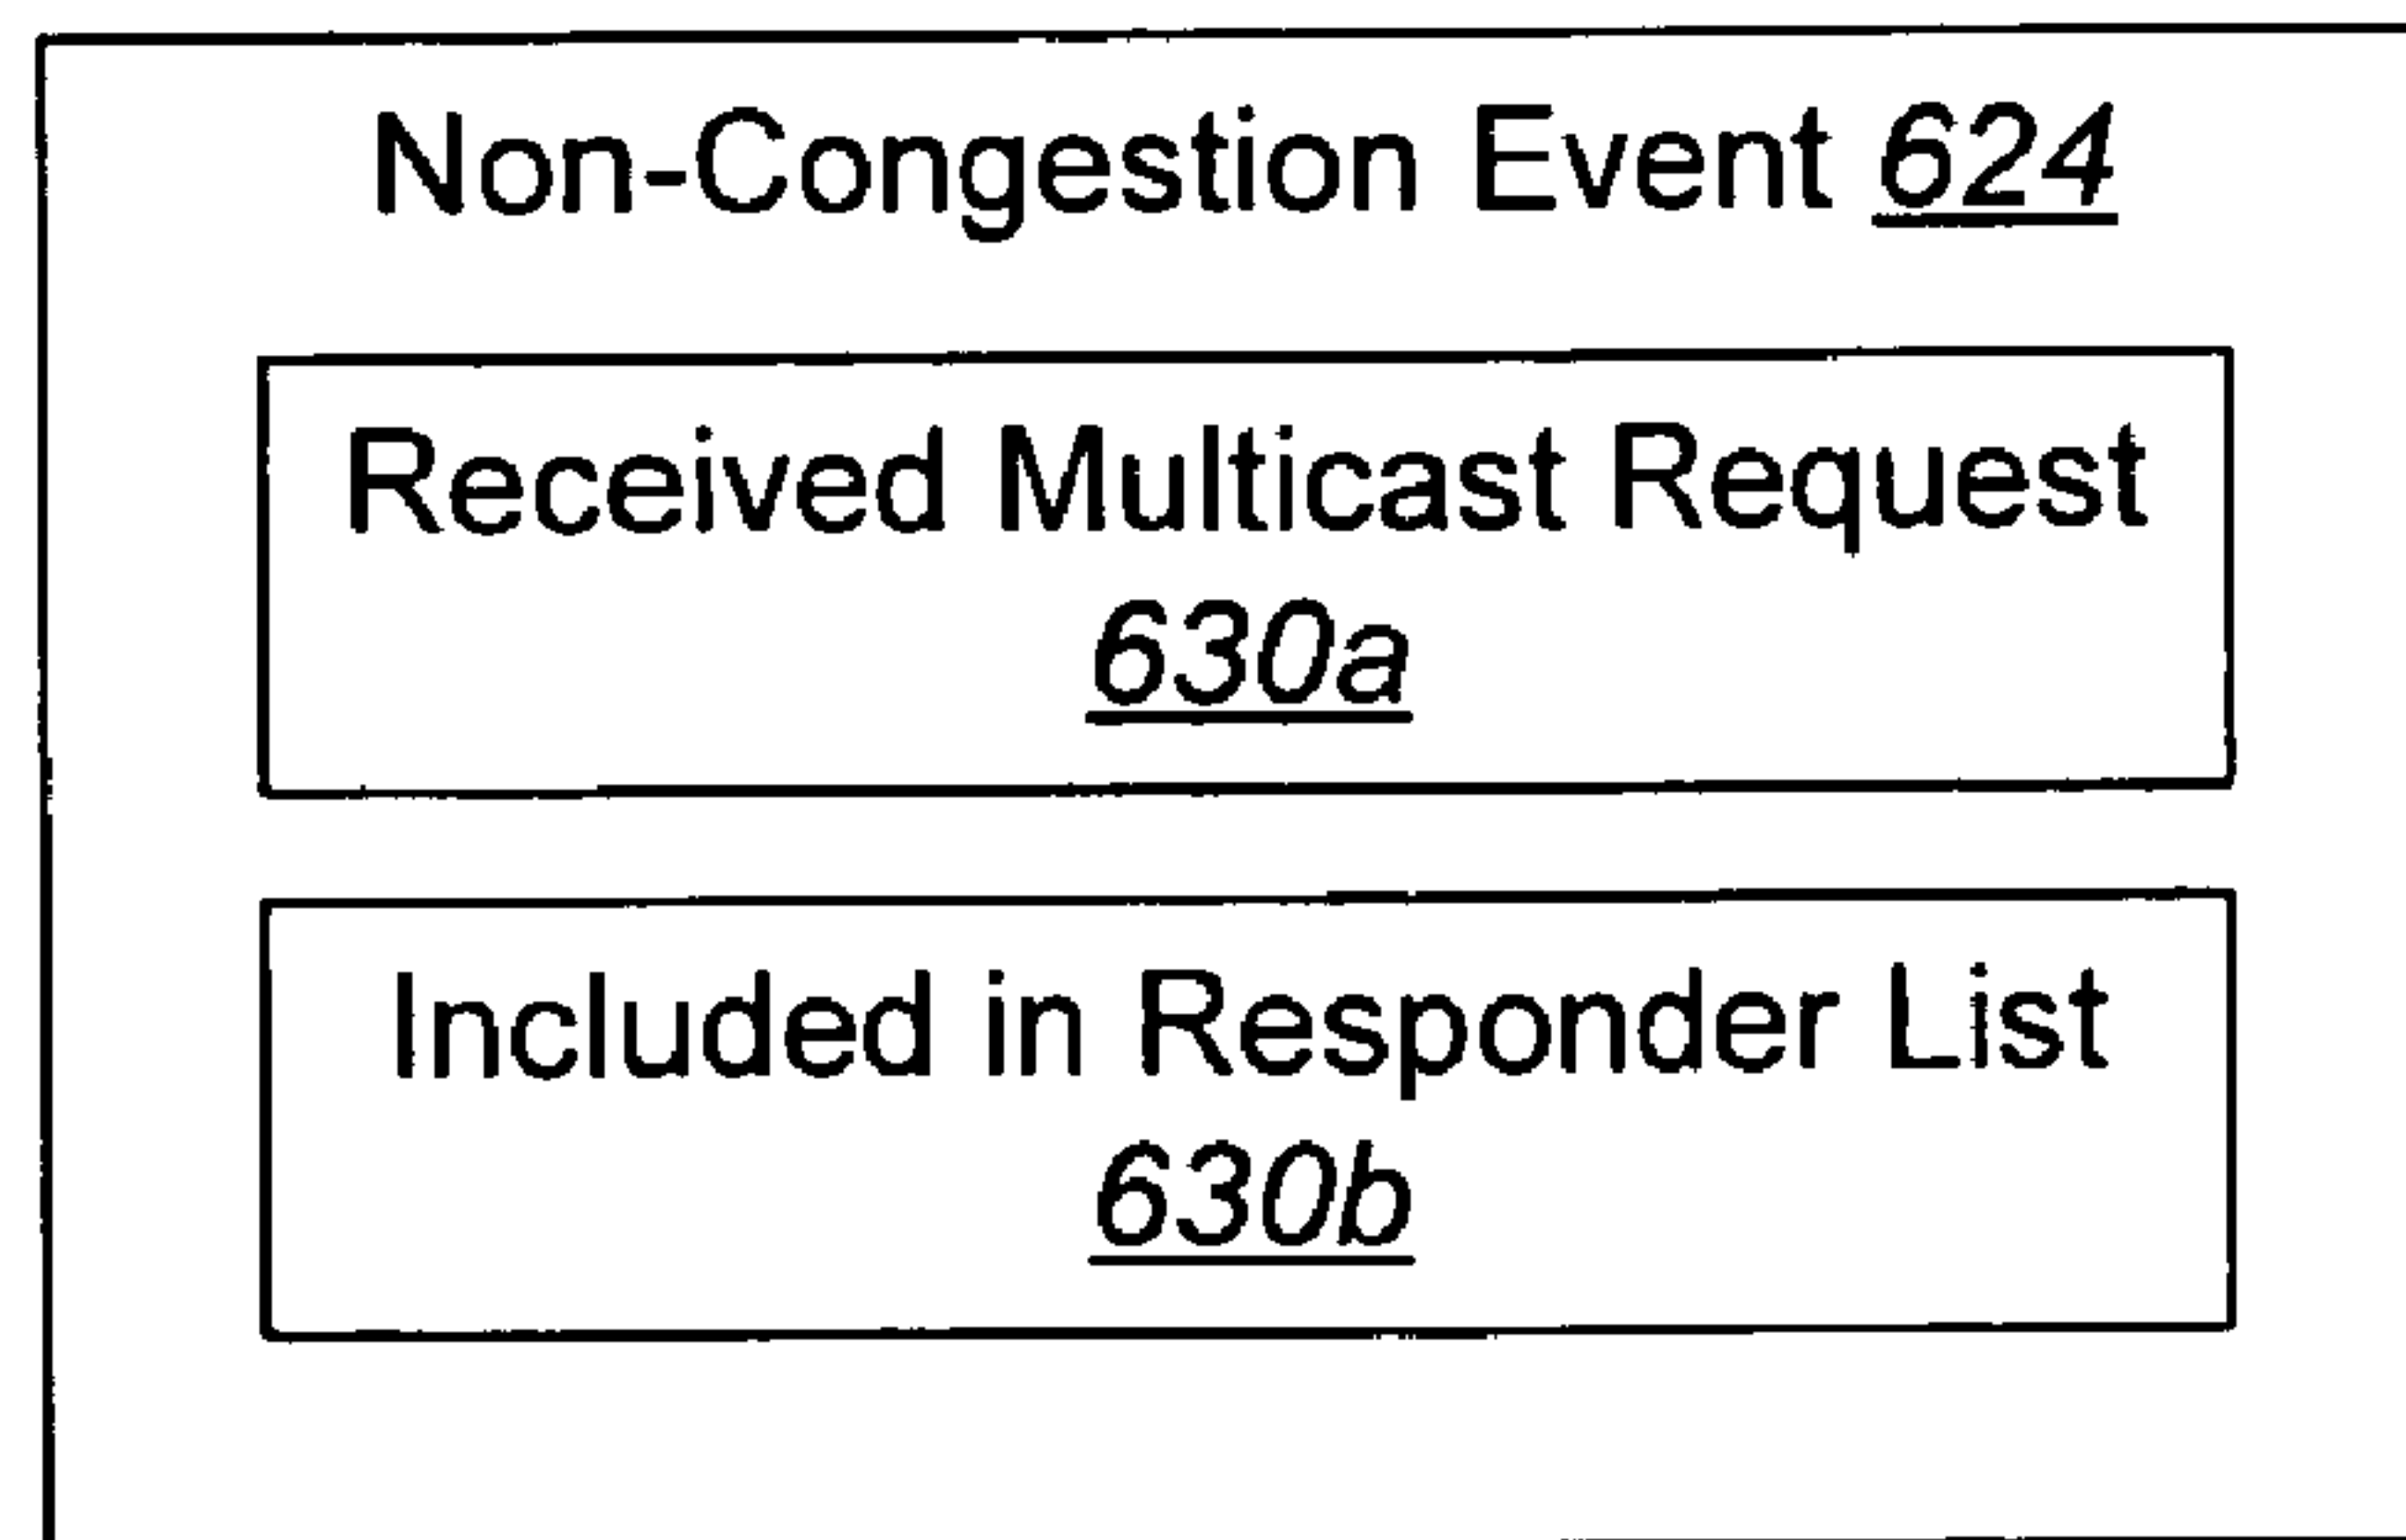 Non-Congestion Event 624
Received Multicast Request
630a
Included in Responder List
630b